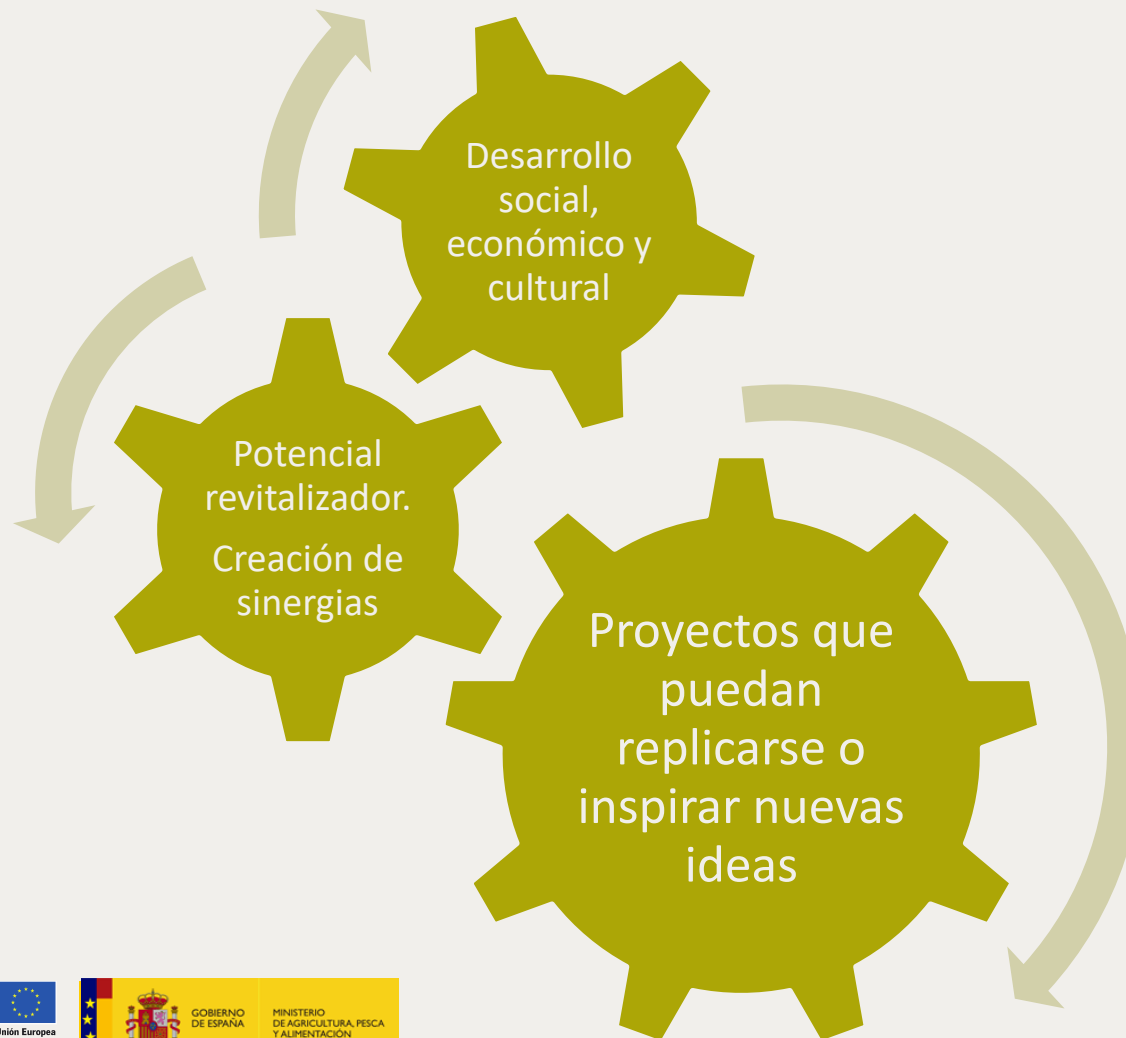 Desarrollo
social,
económico y
cultural
Potencial
revitalizador.
Creación de
sinergias
Proyectos que
puedan
replicarse o
inspirar nuevas
ideas
Unión Europea
GOBIERNO
DE ESPAÑA
MINISTERIO
DE AGRICULTURA, PESCA
Y ALIMENTACIÓN